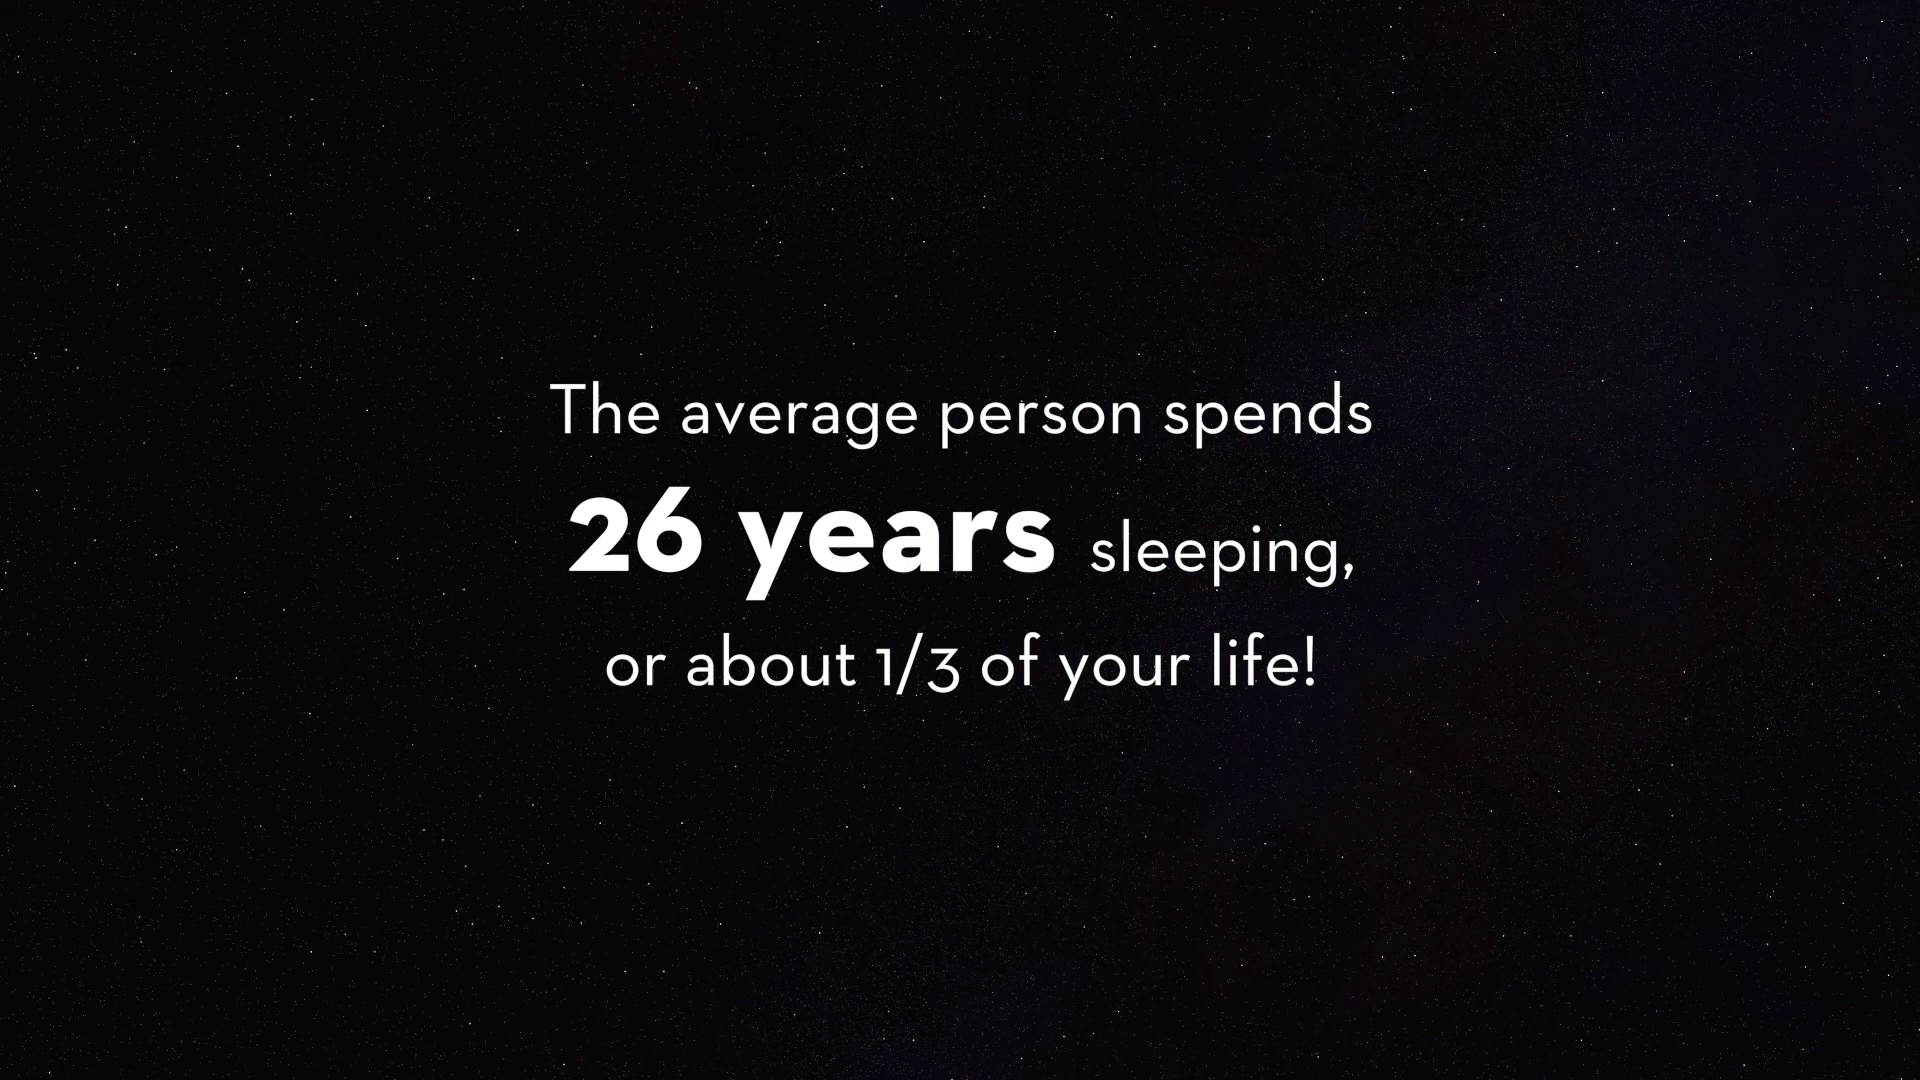 The average person spends
26 years sleeping,
or about 1/3 of your life!